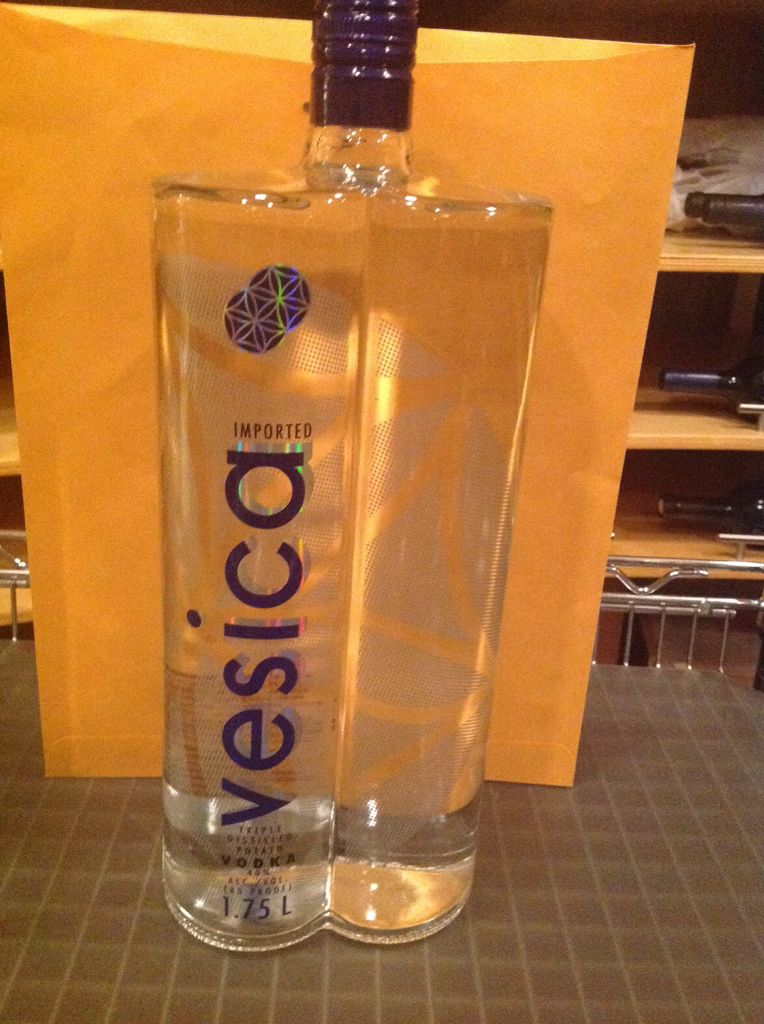 IMPORTED
vesica
TRIPLE
DISTILLED
POTATO
VODKA
40%
ALC./VOL.
(80 PROOF)
1.75 L